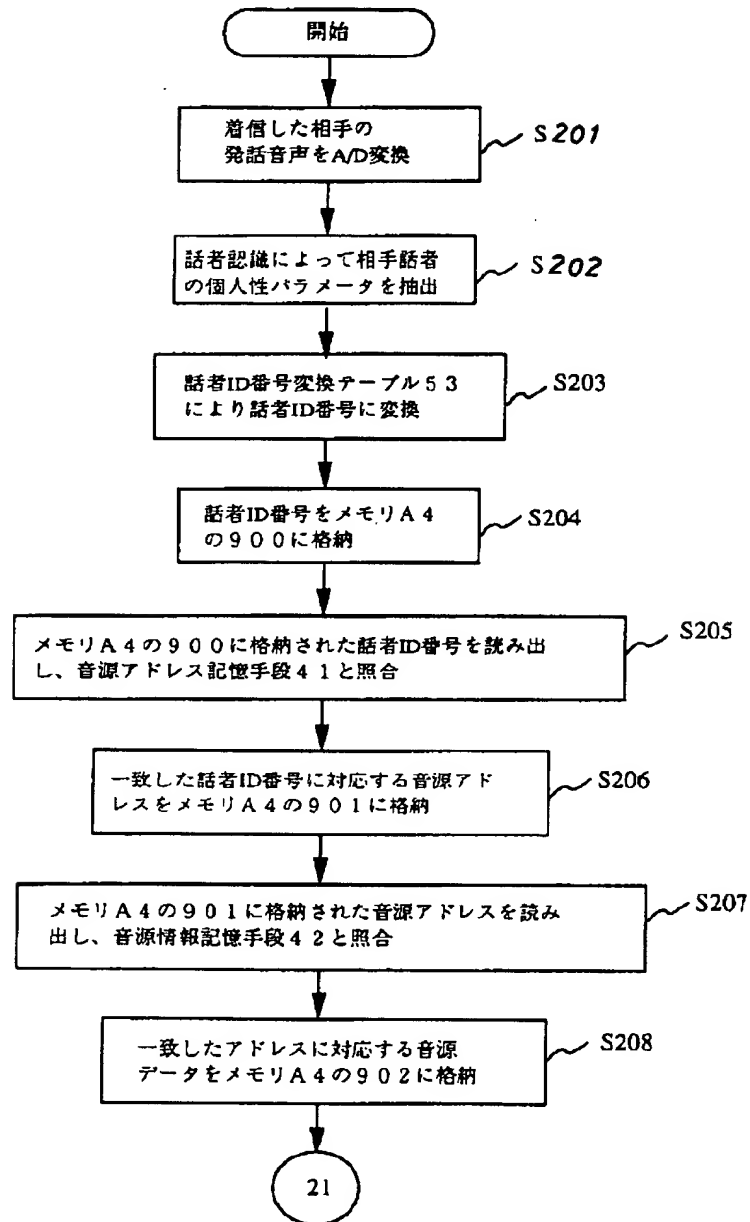 開始
着信した相手の
発話音声をA/D変換
S201
話者認識によって相手話者
の個人性パラメータを抽出
S202
話者ID番号変換テーブル53
により話者ID番号に変換
S203
話者ID番号をメモリA4
の900に格納
S204
メモリA4の900に格納された話者ID番号を読み出
し、音源アドレス記憶手段41と照合
S205
一致した話者ID番号に対応する音源アド
レスをメモリA4の901に格納
S206
メモリA4の901に格納された音源アドレスを読み
出し、音源情報記憶手段42と照合
S207
一致したアドレスに対応する音源
データをメモリA4の902に格納
S208
21